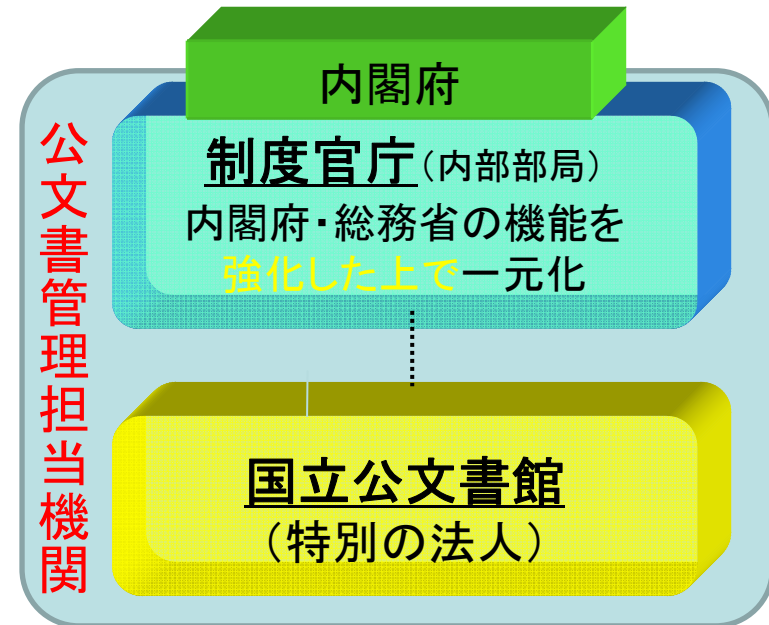 内閣府
公文書管理担当機関
制度官庁（内部部局）
内閣府・総務省の機能を
強化した上で一元化
国立公文書館
（特別の法人）